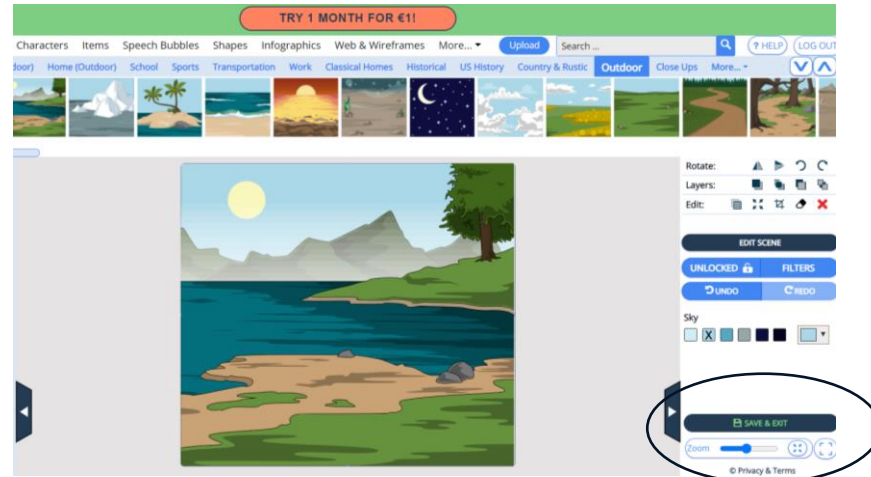 TRY 1 MONTH FOR €1!
Characters Items Speech Bubbles Shapes Infographics Web & Wireframes More... Upload Search ... ? HELP LOG OUT
Home (Outdoor) School Sports Transportation Work Classical Homes Historical US History Country & Rustic Outdoor Close Ups More...
Rotate:
Layers:
Edit:
EDIT SCENE
UNLOCKED FILTERS
UNDO REDO
Sky
X
SAVE & EXIT
Zoom
© Privacy & Terms